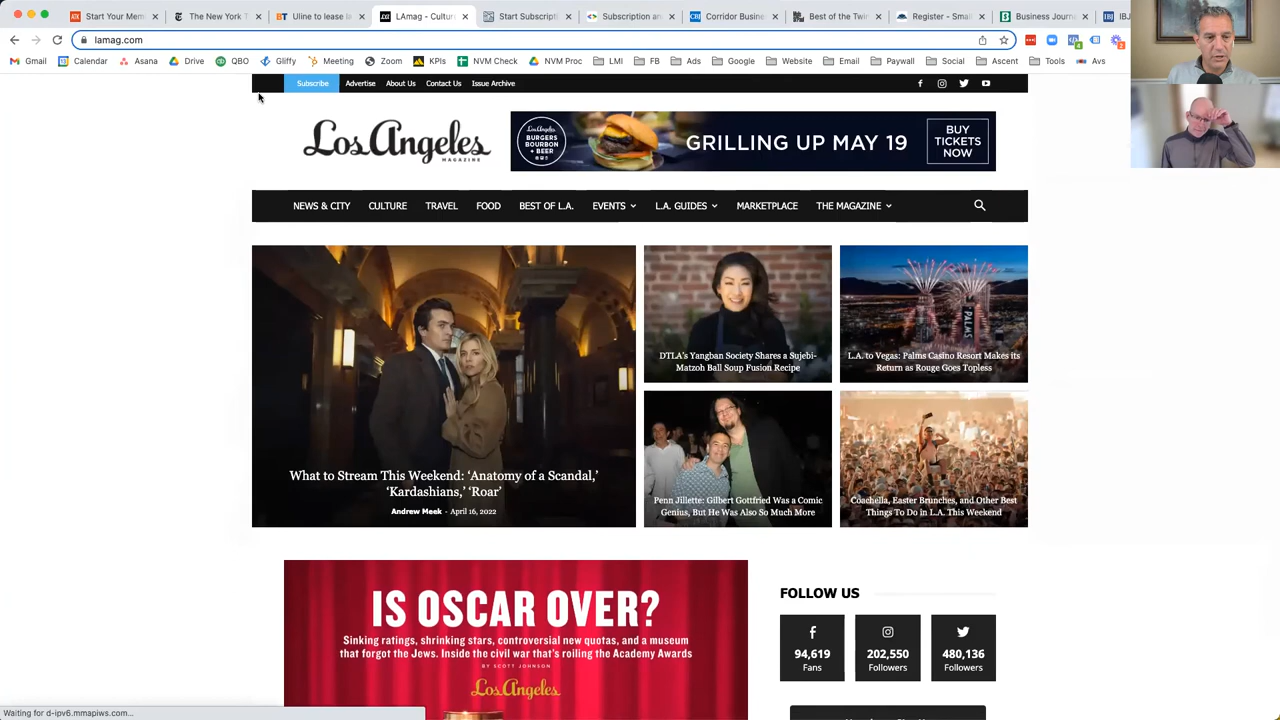 Start Your Mem
The New York T
Uline to lease la
LAmag - Culture
Start Subscripti
Subscription an
Corridor Busine
Best of the Twin
Register - Small
Business Journ
IBJ
lamag.com
Gmail
Calendar
Asana
Drive
QBO
Gliffy
Meeting
Zoom
KPIs
NVM Check
NVM Proc
LMI
FB
Ads
Google
Website
Email
Paywall
Social
Ascent
Tools
Avs
Subscribe
Advertise
About Us
Contact Us
Issue Archive
Los Angeles
MAGAZINE
Los Angeles
BURGERS
BOURBON
+ BEER
GRILLING UP MAY 19
BUY
TICKETS
NOW
NEWS & CITY
CULTURE
TRAVEL
FOOD
BEST OF L.A.
EVENTS
L.A. GUIDES
MARKETPLACE
THE MAGAZINE
What to Stream This Weekend: ‘Anatomy of a Scandal,’
‘Kardashians,’ ‘Roar’
Andrew Meek - April 16, 2022
DTLA’s Yangban Society Shares a Sujebi-
Matzoh Ball Soup Fusion Recipe
PALMS
L.A. to Vegas: Palms Casino Resort Makes its
Return as Rouge Goes Topless
Penn Jillette: Gilbert Gottfried Was a Comic
Genius, But He Was Also So Much More
Coachella, Easter Brunches, and Other Best
Things To Do in L.A. This Weekend
IS OSCAR OVER?
Sinking ratings, shrinking stars, controversial new quotas, and a museum
that forgot the Jews. Inside the civil war that’s roiling the Academy Awards
BY SCOTT JOHNSON
Los Angeles
FOLLOW US
94,619
Fans
202,550
Followers
480,136
Followers
Waiting for d-ipv6.mmapiws.com...